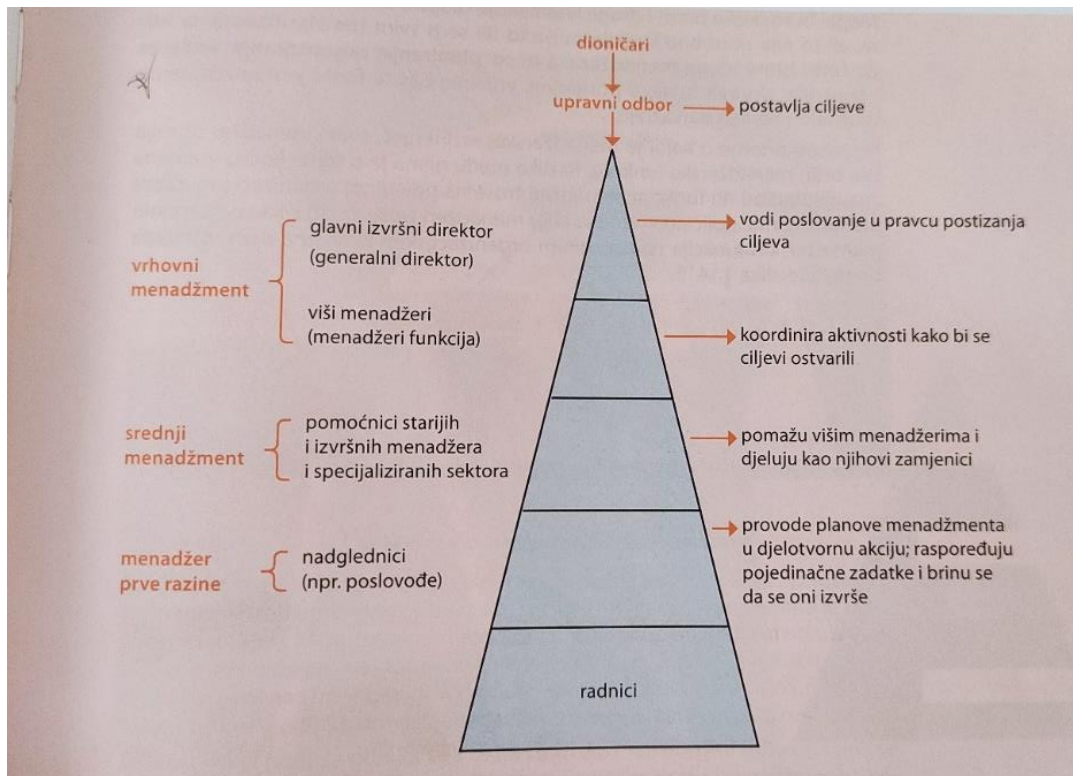 dioničari
upravni odbor
postavlja ciljeve
vrhovni
menadžment
glavni izvršni direktor
(generalni direktor)
viši menadžeri
(menadžeri funkcija)
vodi poslovanje u pravcu postizanja
ciljeva
koordinira aktivnosti kako bi se
ciljevi ostvarili
srednji
menadžment
pomoćnici starijih
i izvršnih menadžera
i specijaliziranih sektora
pomažu višim menadžerima i
djeluju kao njihovi zamjenici
menadžer
prve razine
nadglednici
(npr. poslovođe)
provode planove menadžmenta
u djelotvornu akciju; raspoređuju
pojedinačne zadatke i brinu se
da se oni izvrše
radnici